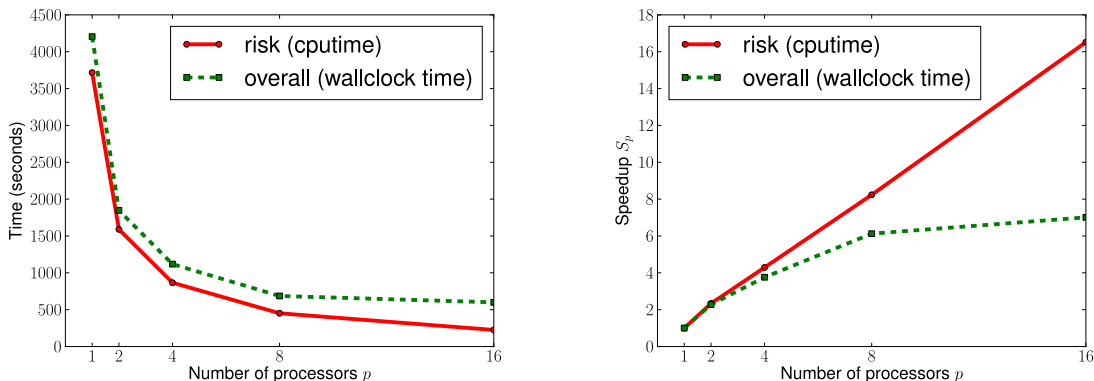 4500
4000
3500
3000
2500
2000
1500
1000
500
0
Time (seconds)
risk (cputime)
overall (wallclock time)
1 2 4 8 16
Number of processors p
18
16
14
12
10
8
6
4
2
0
Speedup Sp
risk (cputime)
overall (wallclock time)
1 2 4 8 16
Number of processors p